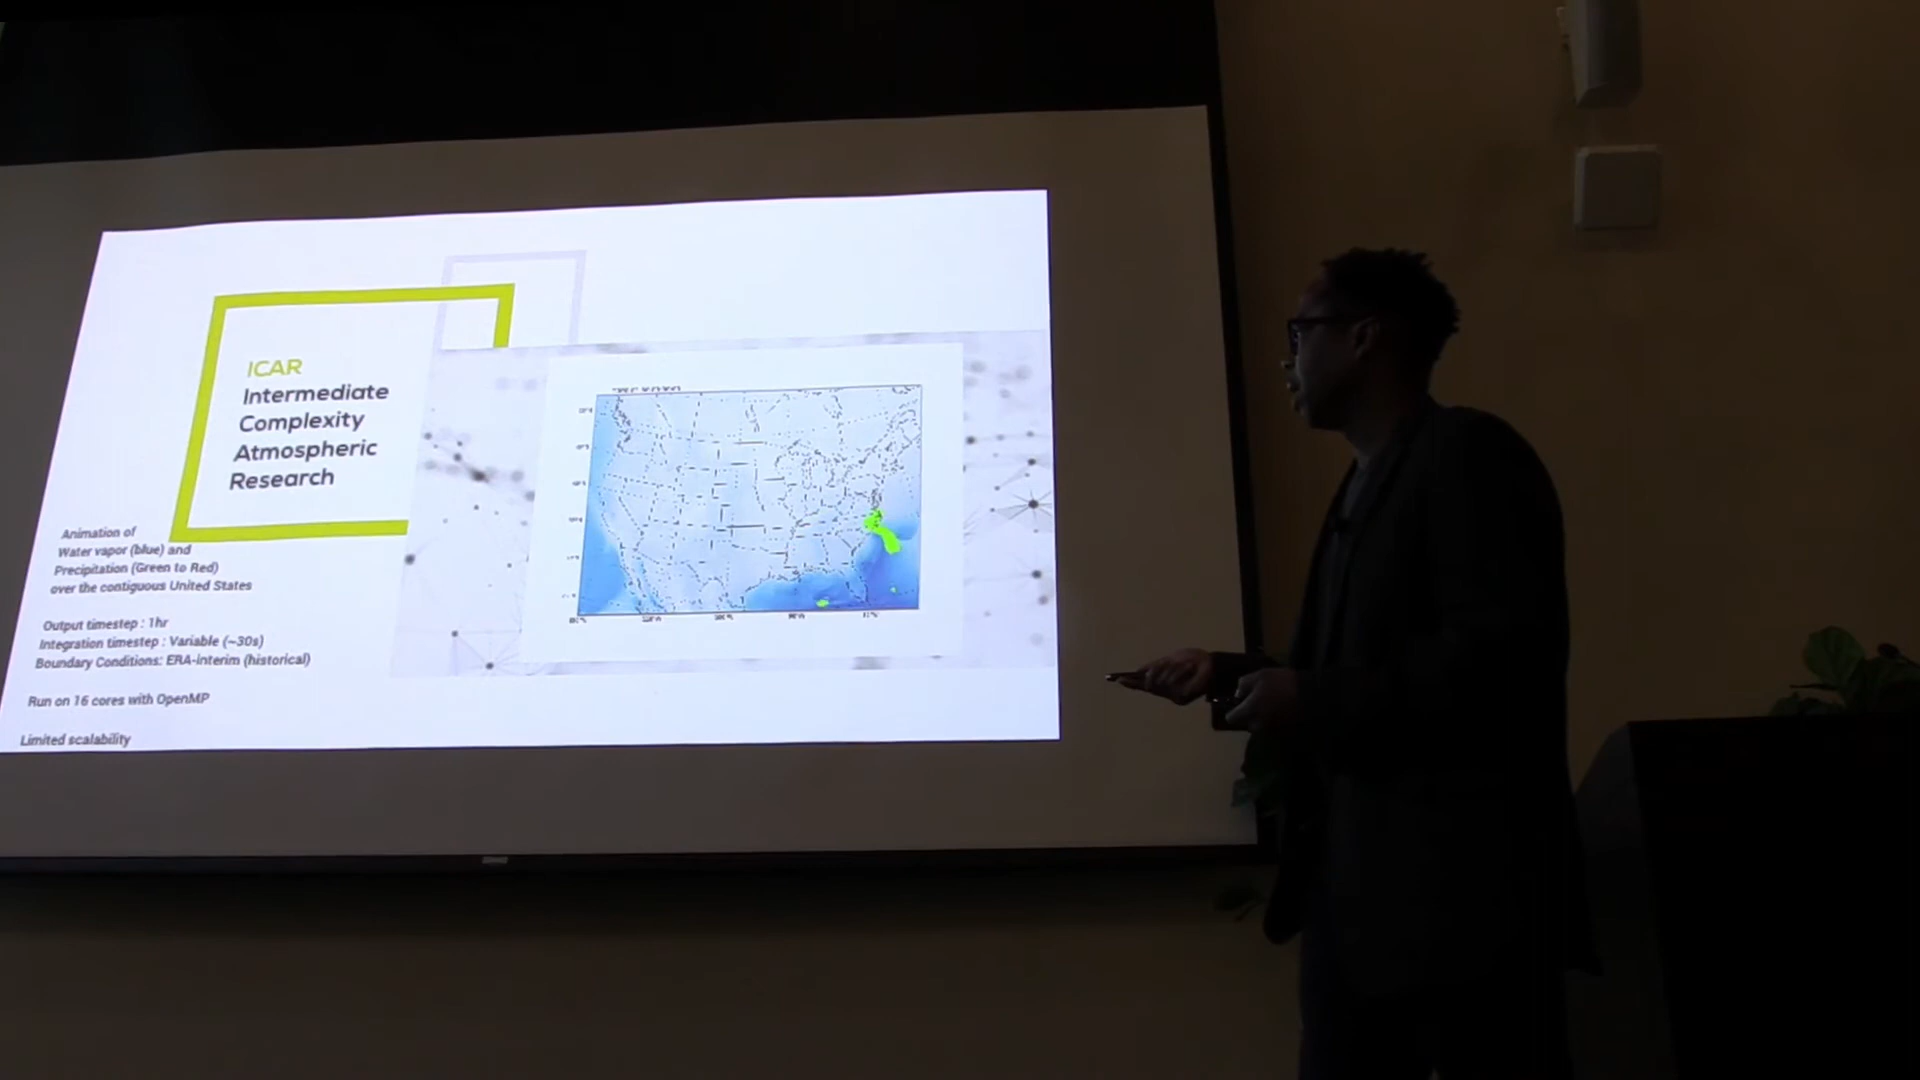 ICAR
Intermediate
Complexity
Atmospheric
Research
Animation of
Water vapor (blue) and
Precipitation (Green to Red)
over the contiguous United States
Output timestep : 1hr
Integration timestep : Variable (~30s)
Boundary Conditions: ERA-interim (historical)
Run on 16 cores with OpenMP
Limited scalability